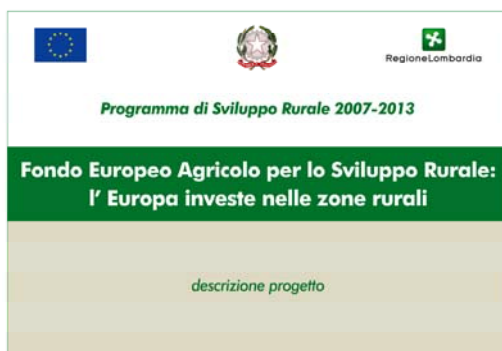 RegioneLombardia
Programma di Sviluppo Rurale 2007-2013
Fondo Europeo Agricolo per lo Sviluppo Rurale:
l' Europa investe nelle zone rurali
descrizione progetto